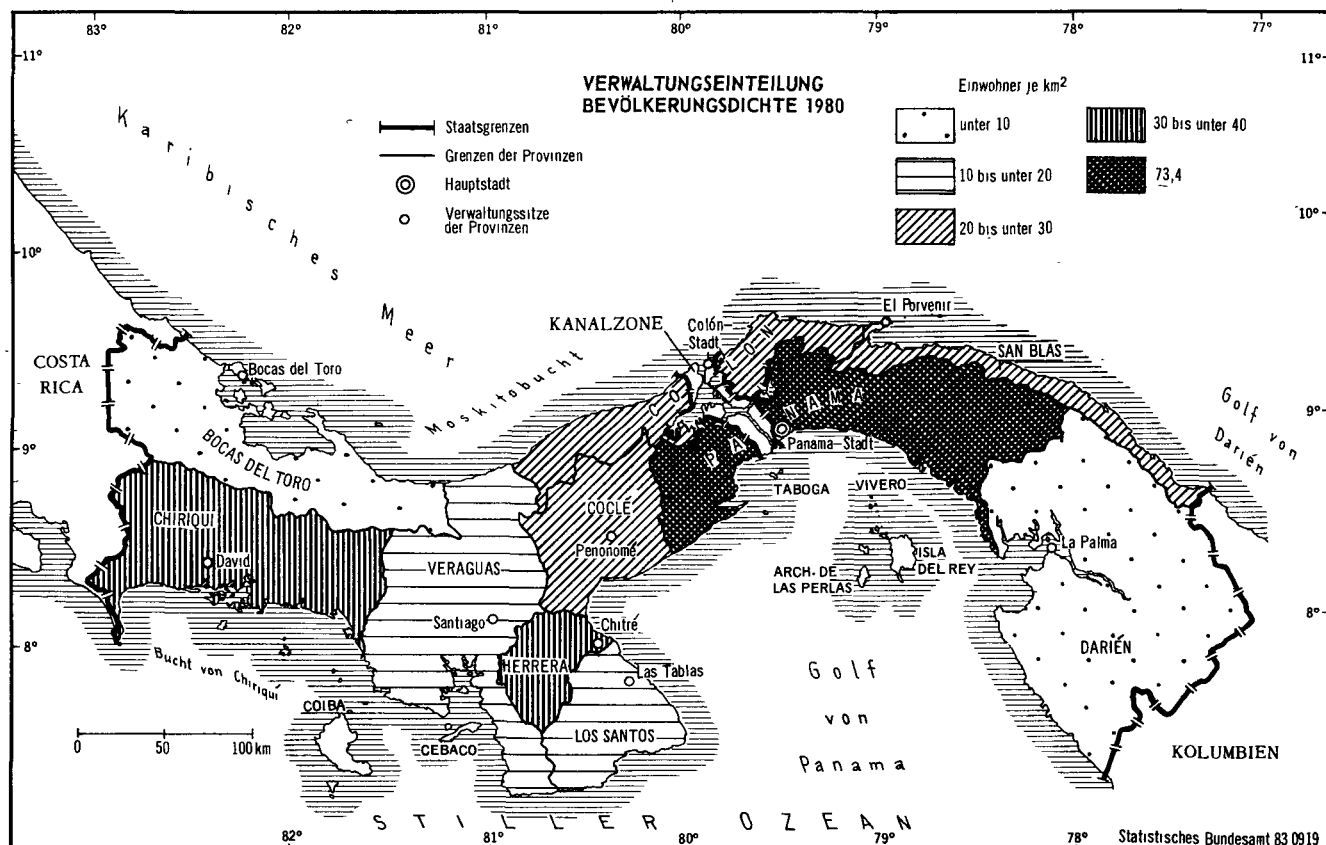 83°
82°
81°
80°
79°
78°
77°
11°
11°
VERWALTUNGSEINTEILUNG
BEVÖLKERUNGSDICHTE 1980
Staatsgrenzen
Grenzen der Provinzen
Hauptstadt
Verwaltungssitze
der Provinzen
Einwohner je km²
unter 10
10 bis unter 20
20 bis unter 30
30 bis unter 40
73,4
Karibisches Meer
10°
10°
El Porvenir
KANALZONE
Colón-
Stadt
COLÓN
SAN BLAS
COSTA
RICA
Bocas del Toro
Moskitobucht
PANAMA
Golf von
Darién
9°
9°
BOCAS DEL TORO
Panama-Stadt
TABOGA
VIVERO
CHIRIQUI
COCLÉ
Penonomé
La Palma
David
VERAGUAS
ISLA
DEL REY
ARCH. DE
LAS PERLAS
8°
8°
Santiago
Chitré
Bucht von Chiriquí
HERRERA
Las Tablas
DARIÉN
Golf
von
Panama
COIBA
CEBACO
LOS SANTOS
KOLUMBIEN
0 50 100 km
STILLER OZEAN
82°
81°
80°
79°
78°
Statistisches Bundesamt 83 0919